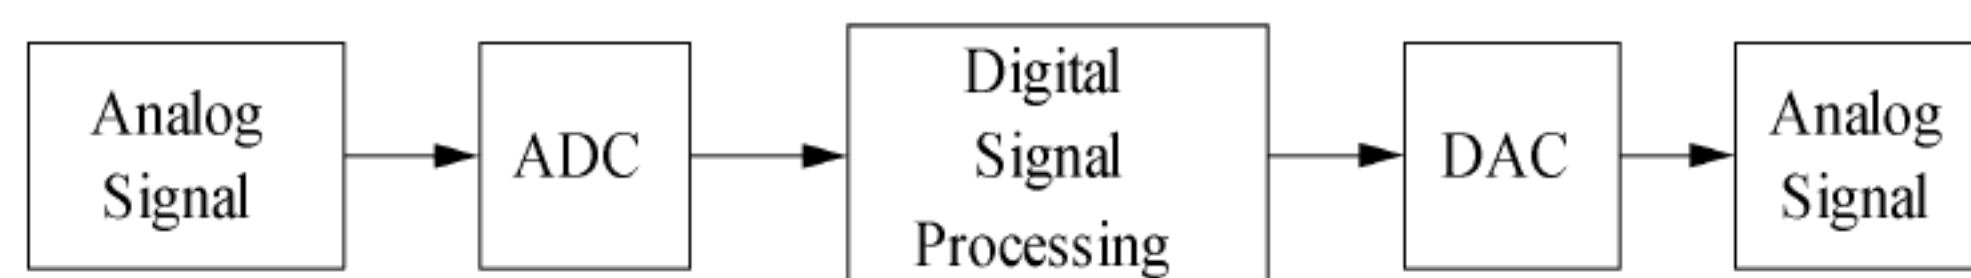 Analog
Signal
ADC
Digital
Signal
Processing
DAC
Analog
Signal